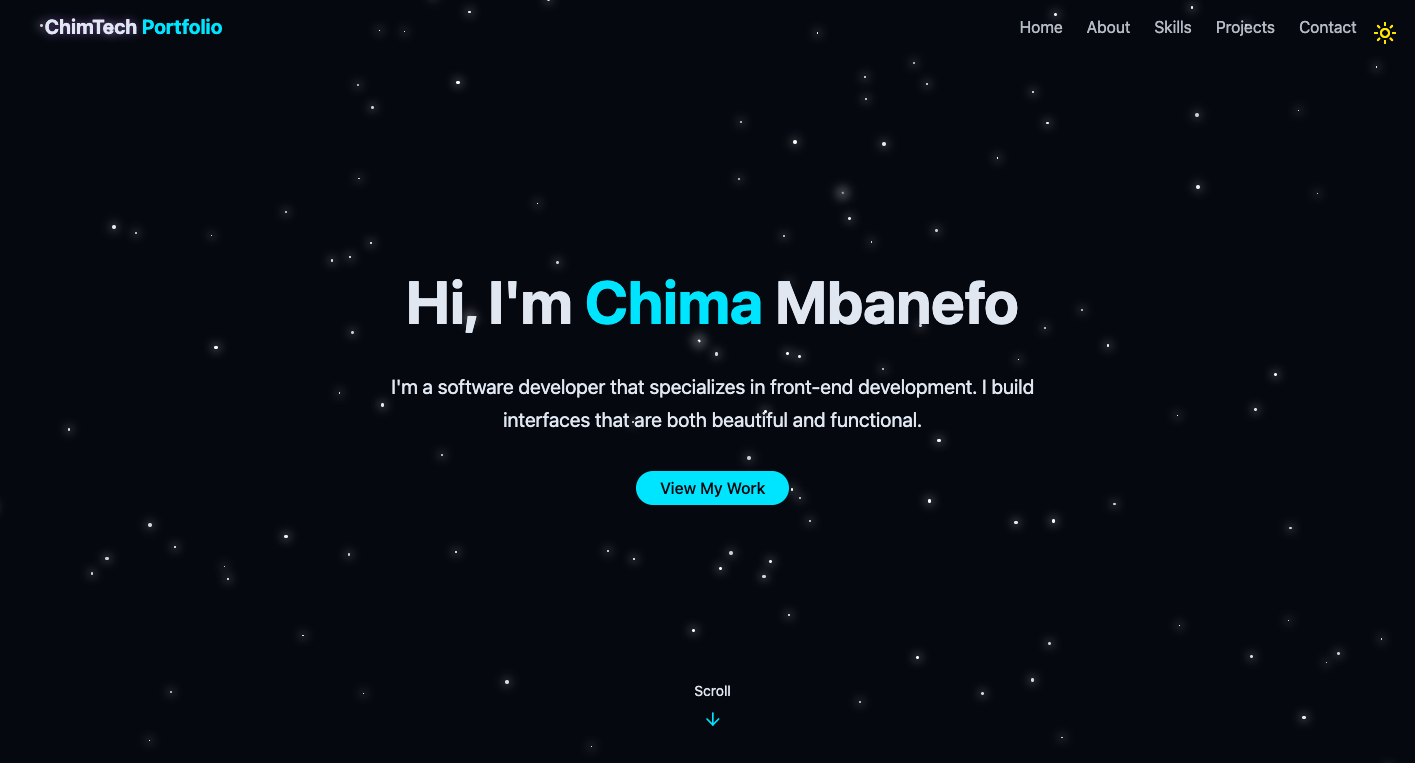 ChimTech Portfolio
Home About Skills Projects Contact
Hi, I'm Chima Mbanefo
I'm a software developer that specializes in front-end development. I build
interfaces that are both beautiful and functional.
View My Work
Scroll